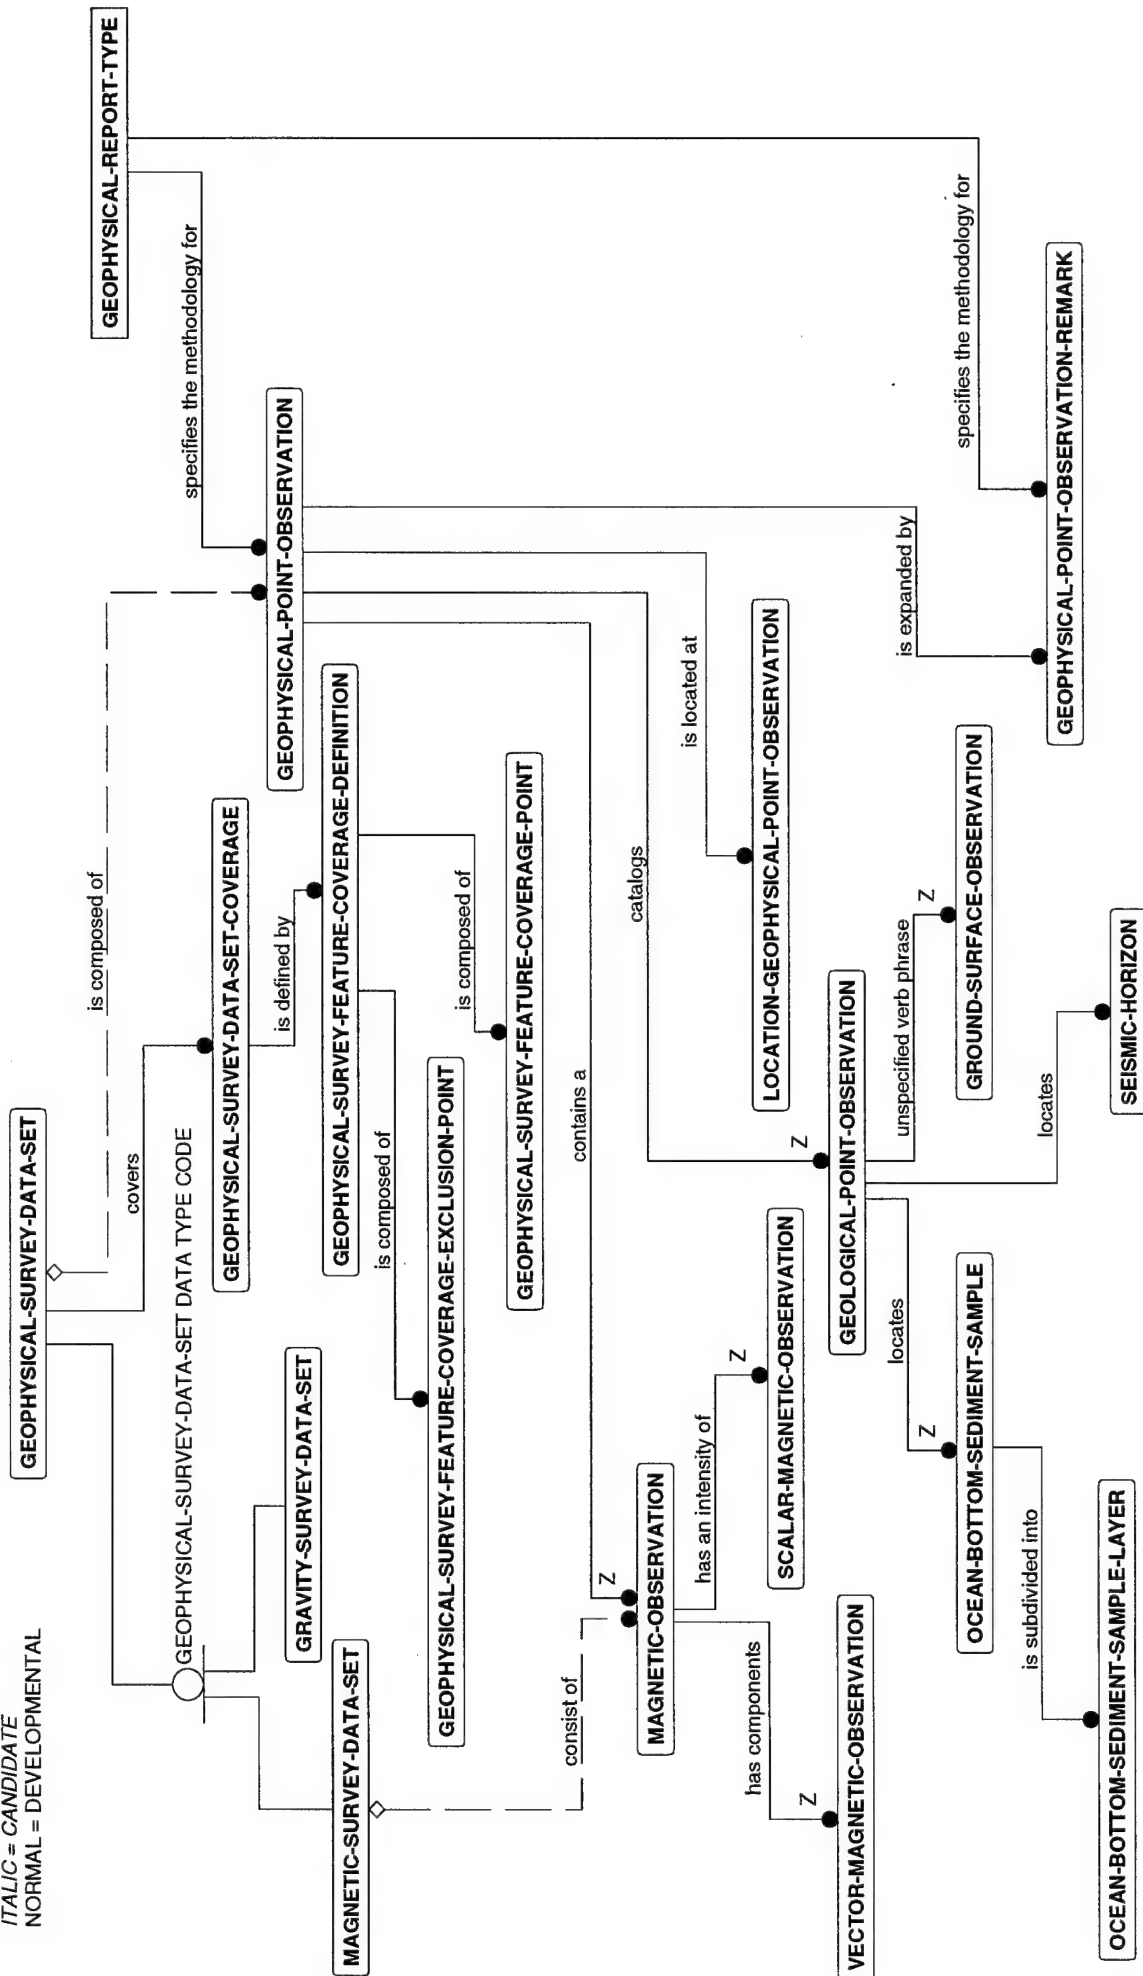 ITALIC = CANDIDATE
NORMAL = DEVELOPMENTAL
GEOPHYSICAL-SURVEY-DATA-SET
GEOPHYSICAL-REPORT-TYPE
is composed of
covers
specifies the methodology for
GEOPHYSICAL-SURVEY-DATA-SET DATA TYPE CODE
GEOPHYSICAL-SURVEY-DATA-SET-COVERAGE
GEOPHYSICAL-POINT-OBSERVATION
is defined by
GRAVITY-SURVEY-DATA-SET
GEOPHYSICAL-SURVEY-FEATURE-COVERAGE-DEFINITION
MAGNETIC-SURVEY-DATA-SET
is composed of
is composed of
GEOPHYSICAL-SURVEY-FEATURE-COVERAGE-EXCLUSION-POINT
GEOPHYSICAL-SURVEY-FEATURE-COVERAGE-POINT
consist of
contains a
Z
catalogs
MAGNETIC-OBSERVATION
is located at
has an intensity of
Z
has components
Z
SCALAR-MAGNETIC-OBSERVATION
LOCATION-GEOPHYSICAL-POINT-OBSERVATION
Z
VECTOR-MAGNETIC-OBSERVATION
GEOLOGICAL-POINT-OBSERVATION
locates
unspecified verb phrase
is expanded by
specifies the methodology for
Z
Z
OCEAN-BOTTOM-SEDIMENT-SAMPLE
GROUND-SURFACE-OBSERVATION
is subdivided into
locates
GEOPHYSICAL-POINT-OBSERVATION-REMARK
OCEAN-BOTTOM-SEDIMENT-SAMPLE-LAYER
SEISMIC-HORIZON